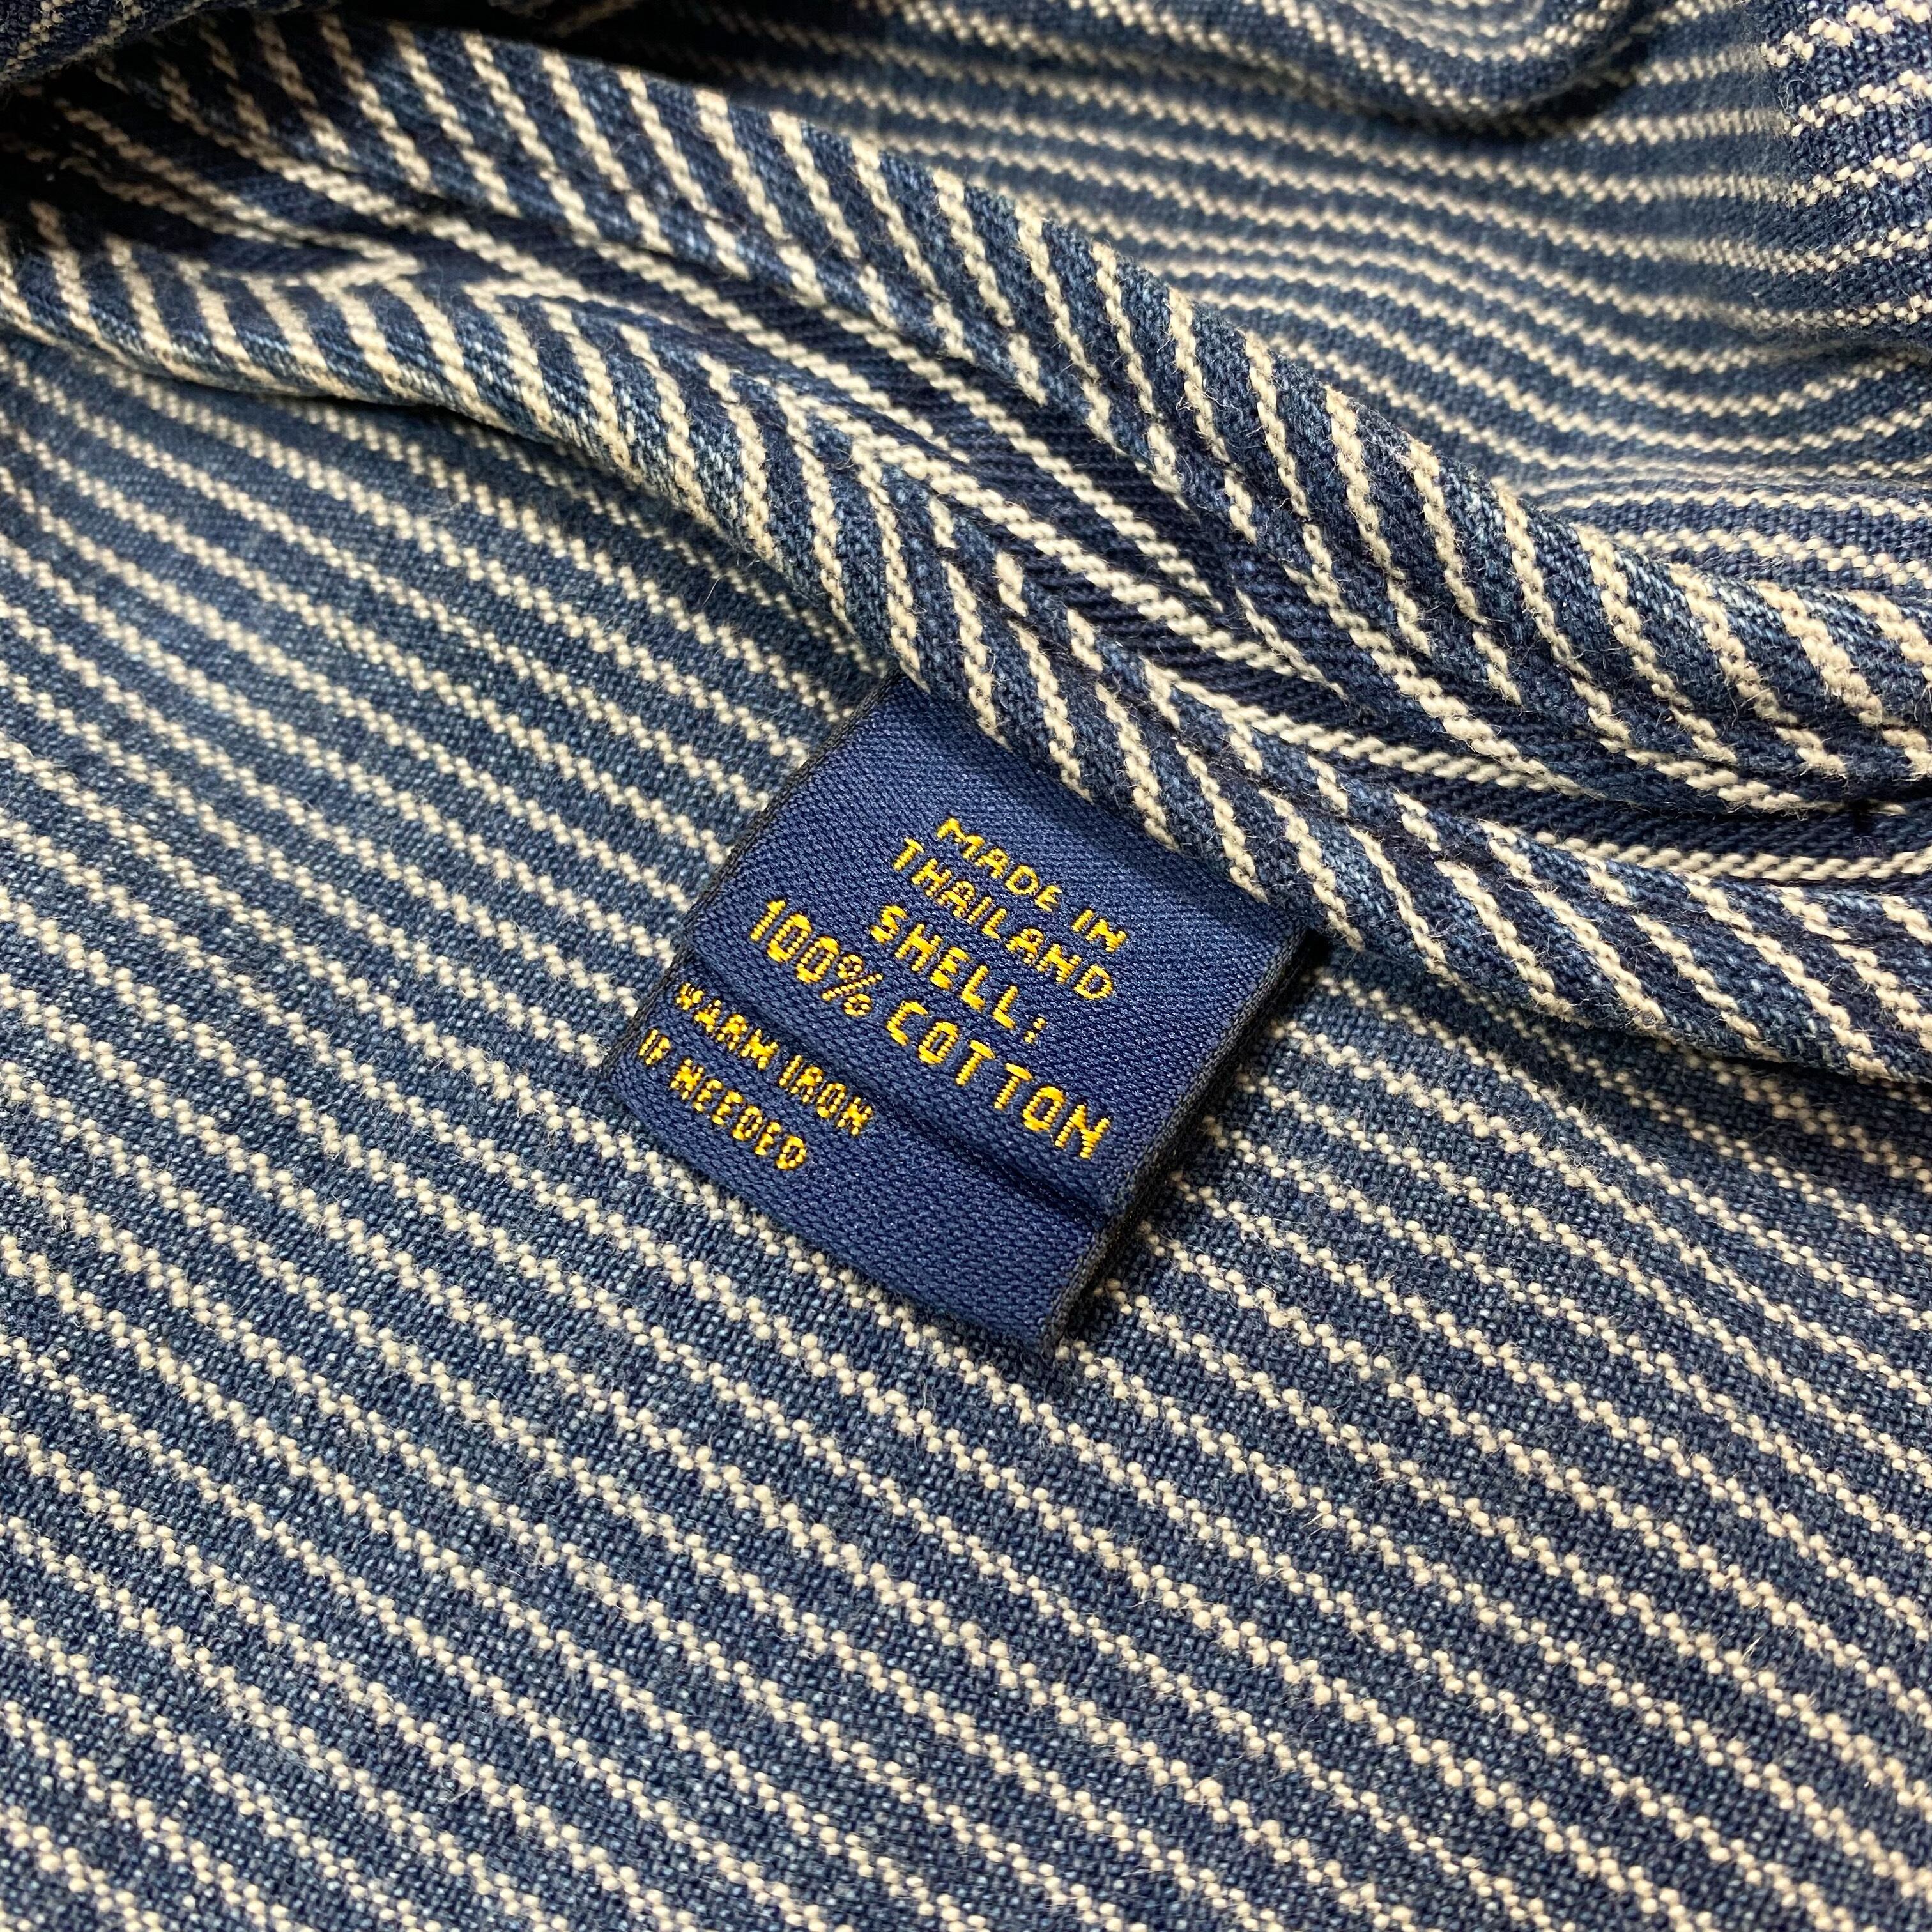 MADE IN
THAILAND
SHELL:
100% COTTON
WARM IRON
IF NEEDED